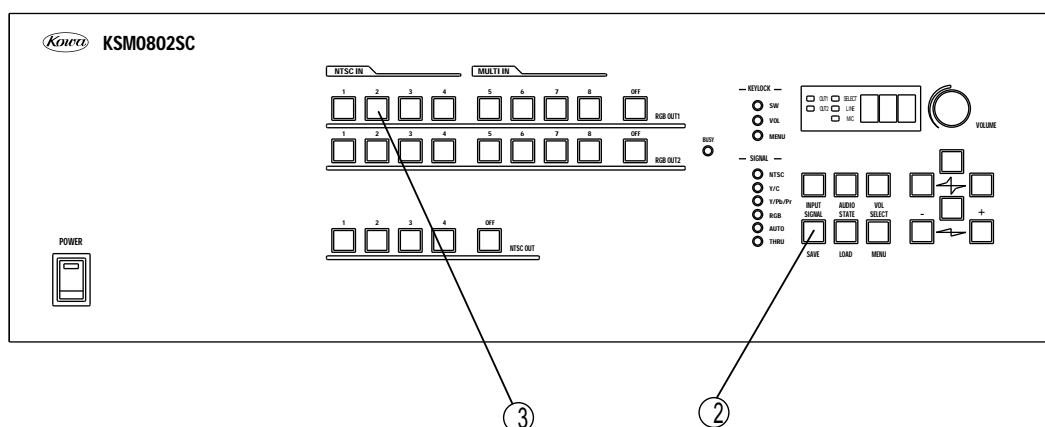 Kowa KSM0802SC
NTSC IN MULTI IN
1 2 3 4 5 6 7 8 OFF
RGB OUT1
1 2 3 4 5 6 7 8 OFF
RGB OUT2
1 2 3 4 OFF
NTSC OUT
POWER
BUSY
KEYLOCK
SW
VOL
MENU
SIGNAL
NTSC
Y/C
Y/Pb/Pr
RGB
AUTO
THRU
OUT1 SELECT
OUT2 LINE
MIC
VOLUME
INPUT SIGNAL
AUDIO STATE
VOL SELECT
- +
SAVE LOAD MENU
3 2